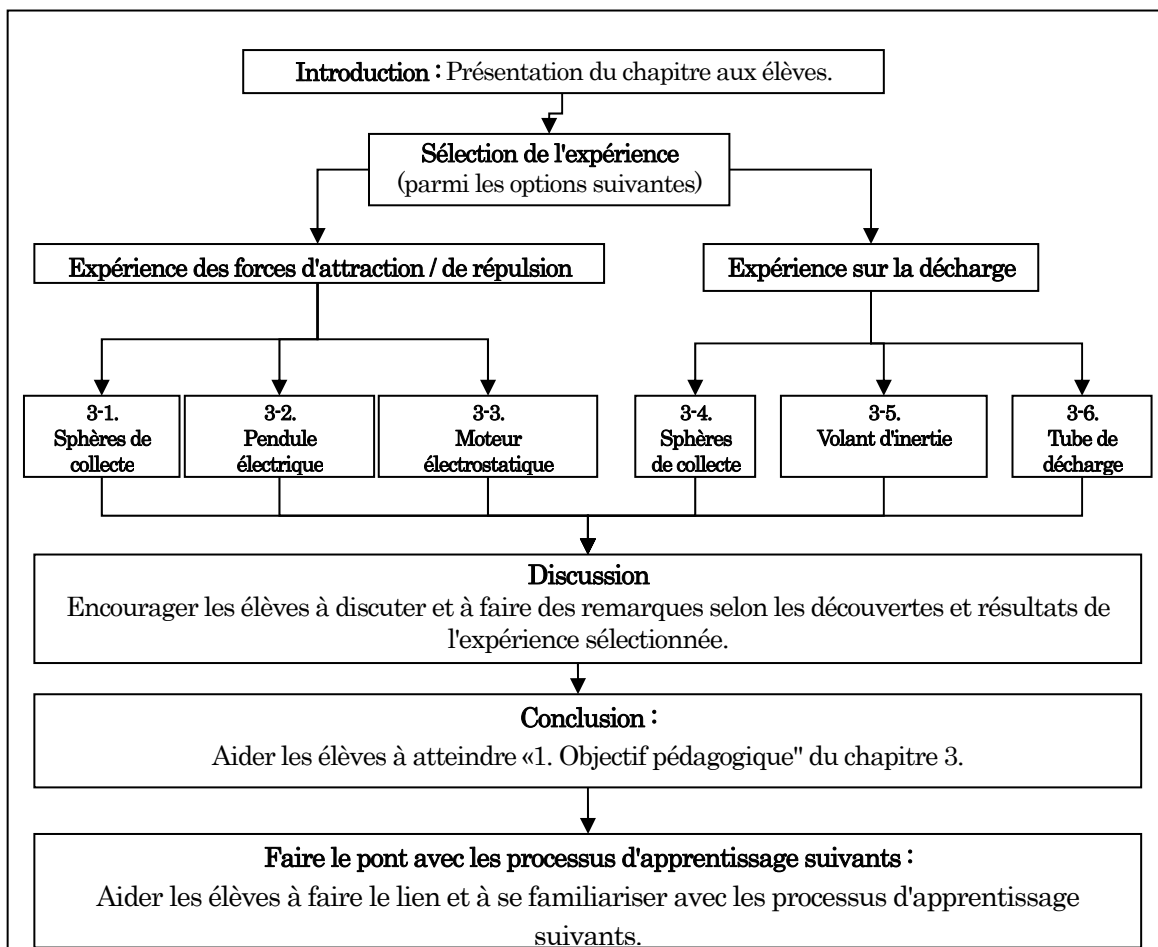 Introduction : Présentation du chapitre aux élèves.
Sélection de l'expérience
(parmi les options suivantes)
Expérience des forces d'attraction / de répulsion
Expérience sur la décharge
3-1.
Sphères de
collecte
3-2.
Pendule
électrique
3-3.
Moteur
électrostatique
3-4.
Sphères
de collecte
3-5.
Volant d'inertie
3-6.
Tube de
décharge
Discussion
Encourager les élèves à discuter et à faire des remarques selon les découvertes et résultats de
l'expérience sélectionnée.
Conclusion :
Aider les élèves à atteindre «1. Objectif pédagogique" du chapitre 3.
Faire le pont avec les processus d'apprentissage suivants :
Aider les élèves à faire le lien et à se familiariser avec les processus d'apprentissage
suivants.